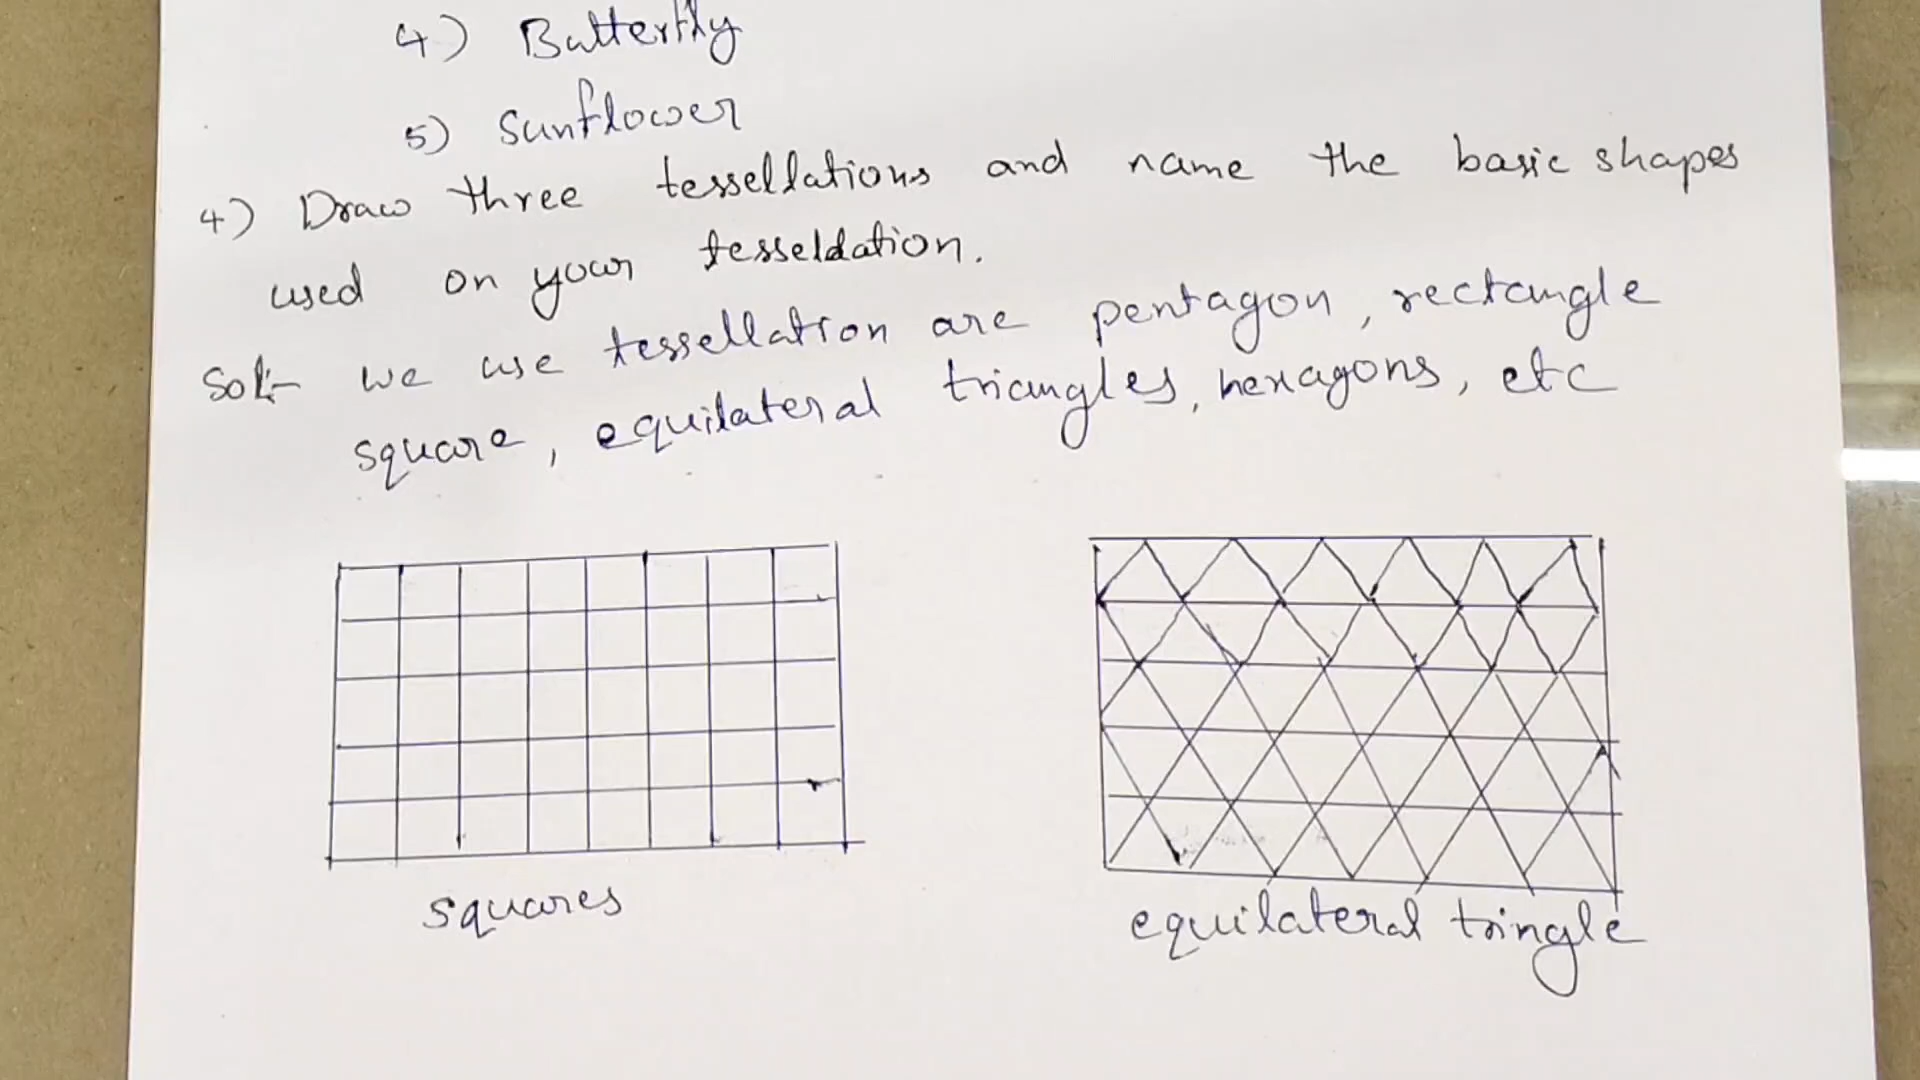 4) Butterfly
5) Sunflower
4) Draw three tessellations and name the basic shapes
used on your tesseldation.
Sol:- we use tessellation are pentagon, rectangle
square, equilateral triangles, hexagons, etc
squares
equilateral tringle